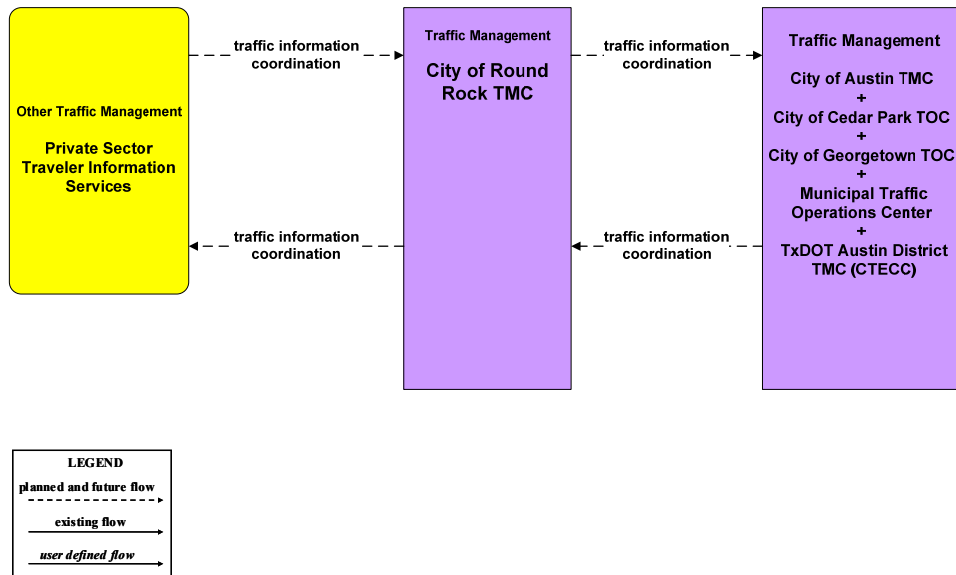 Other Traffic Management
Private Sector
Traveler Information
Services
traffic information
coordination
traffic information
coordination
Traffic Management
City of Round
Rock TMC
traffic information
coordination
traffic information
coordination
Traffic Management
City of Austin TMC
+
City of Cedar Park TOC
+
City of Georgetown TOC
+
Municipal Traffic
Operations Center
+
TxDOT Austin District
TMC (CTECC)
LEGEND
planned and future flow
existing flow
user defined flow